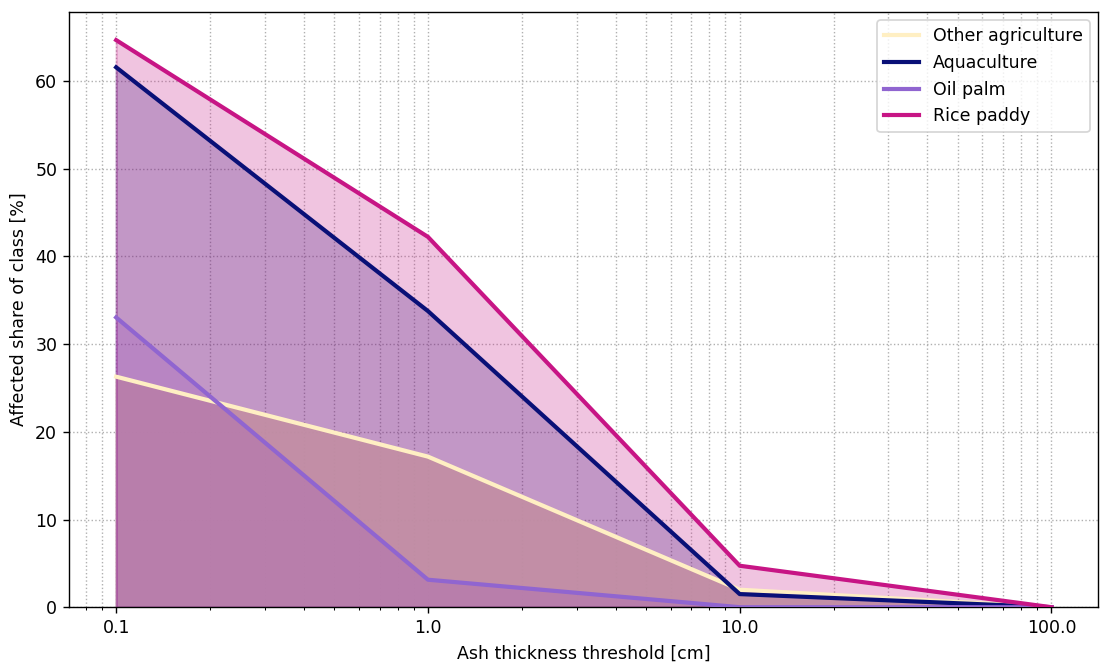 Other agriculture
Aquaculture
Oil palm
Rice paddy
Affected share of class [%]
60
50
40
30
20
10
0
0.1 1.0 10.0 100.0
Ash thickness threshold [cm]